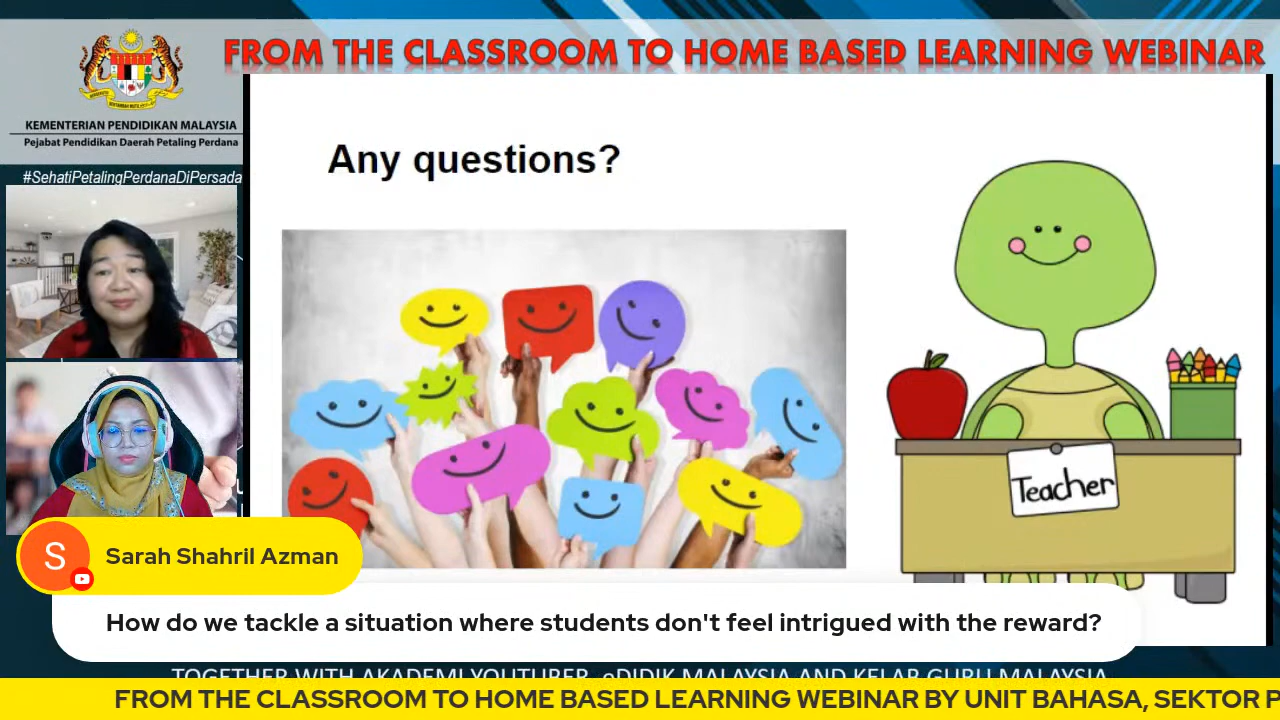 FROM THE CLASSROOM TO HOME BASED LEARNING WEBINAR
KEMENTERIAN PENDIDIKAN MALAYSIA
Pejabat Pendidikan Daerah Petaling Perdana
#SehatiPetalingPerdanaDiPersada
Any questions?
Teacher
S
Sarah Shahril Azman
How do we tackle a situation where students don't feel intrigued with the reward?
TOGETHER WITH AKADEMI YOUTUBER, eDIDIK MALAYSIA AND KELAB GURU MALAYSIA
FROM THE CLASSROOM TO HOME BASED LEARNING WEBINAR BY UNIT BAHASA, SEKTOR P